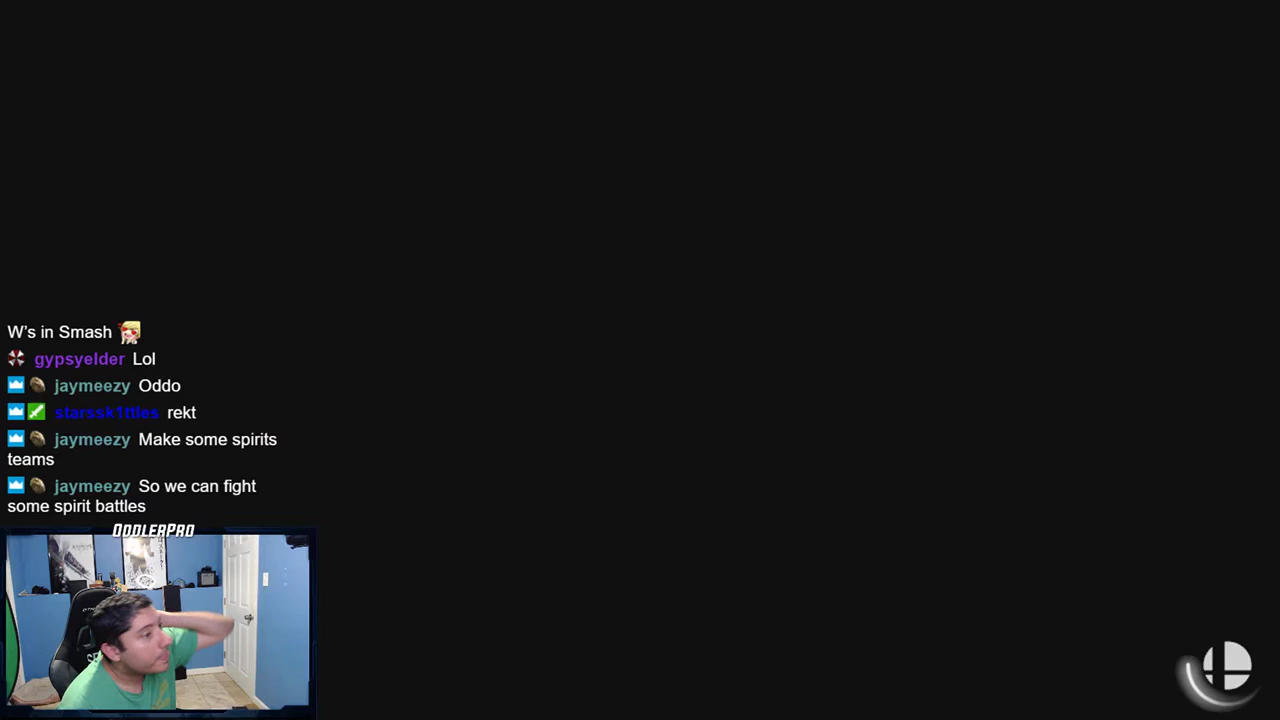 W's in Smash
gypsyelder Lol
jaymeezy Oddo
starssk1ttles rekt
jaymeezy Make some spirits
teams
jaymeezy So we can fight
some spirit battles
ODDLERPRO